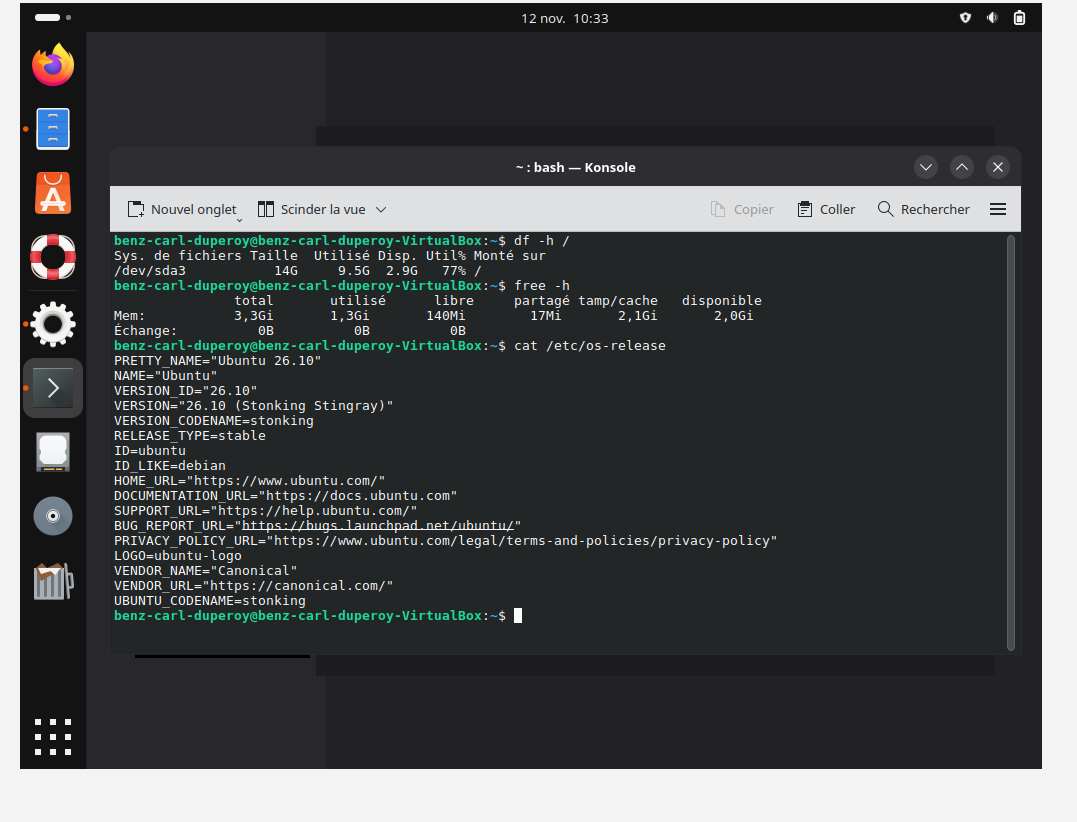 12 nov. 10:33
~ : bash — Konsole
Nouvel onglet Scinder la vue Copier Coller Rechercher
benz-carl-duperoy@benz-carl-duperoy-VirtualBox:~$ df -h /
Sys. de fichiers Taille Utilisé Disp. Util% Monté sur
/dev/sda3 14G 9.5G 2.9G 77% /
benz-carl-duperoy@benz-carl-duperoy-VirtualBox:~$ free -h
total utilisé libre partagé tamp/cache disponible
Mem: 3,3Gi 1,3Gi 140Mi 17Mi 2,1Gi 2,0Gi
Échange: 0B 0B 0B
benz-carl-duperoy@benz-carl-duperoy-VirtualBox:~$ cat /etc/os-release
PRETTY_NAME="Ubuntu 26.10"
NAME="Ubuntu"
VERSION_ID="26.10"
VERSION="26.10 (Stonking Stingray)"
VERSION_CODENAME=stonking
RELEASE_TYPE=stable
ID=ubuntu
ID_LIKE=debian
HOME_URL="https://www.ubuntu.com/"
DOCUMENTATION_URL="https://docs.ubuntu.com"
SUPPORT_URL="https://help.ubuntu.com/"
BUG_REPORT_URL="https://bugs.launchpad.net/ubuntu/"
PRIVACY_POLICY_URL="https://www.ubuntu.com/legal/terms-and-policies/privacy-policy"
LOGO=ubuntu-logo
VENDOR_NAME="Canonical"
VENDOR_URL="https://canonical.com/"
UBUNTU_CODENAME=stonking
benz-carl-duperoy@benz-carl-duperoy-VirtualBox:~$